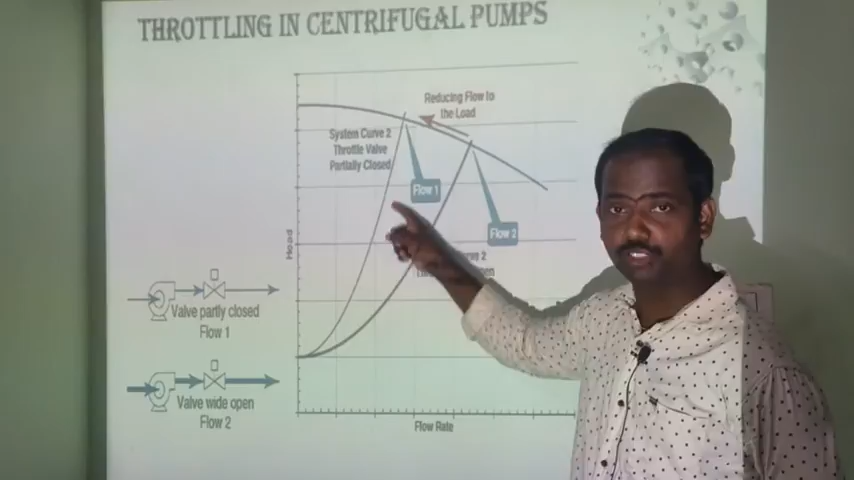 THROTTLING IN CENTRIFUGAL PUMPS
Reducing Flow to
the Load
System Curve 2
Throttle Valve
Partially Closed
Flow 1
Flow 2
Head
Valve partly closed
Flow 1
Valve wide open
Flow 2
Flow Rate